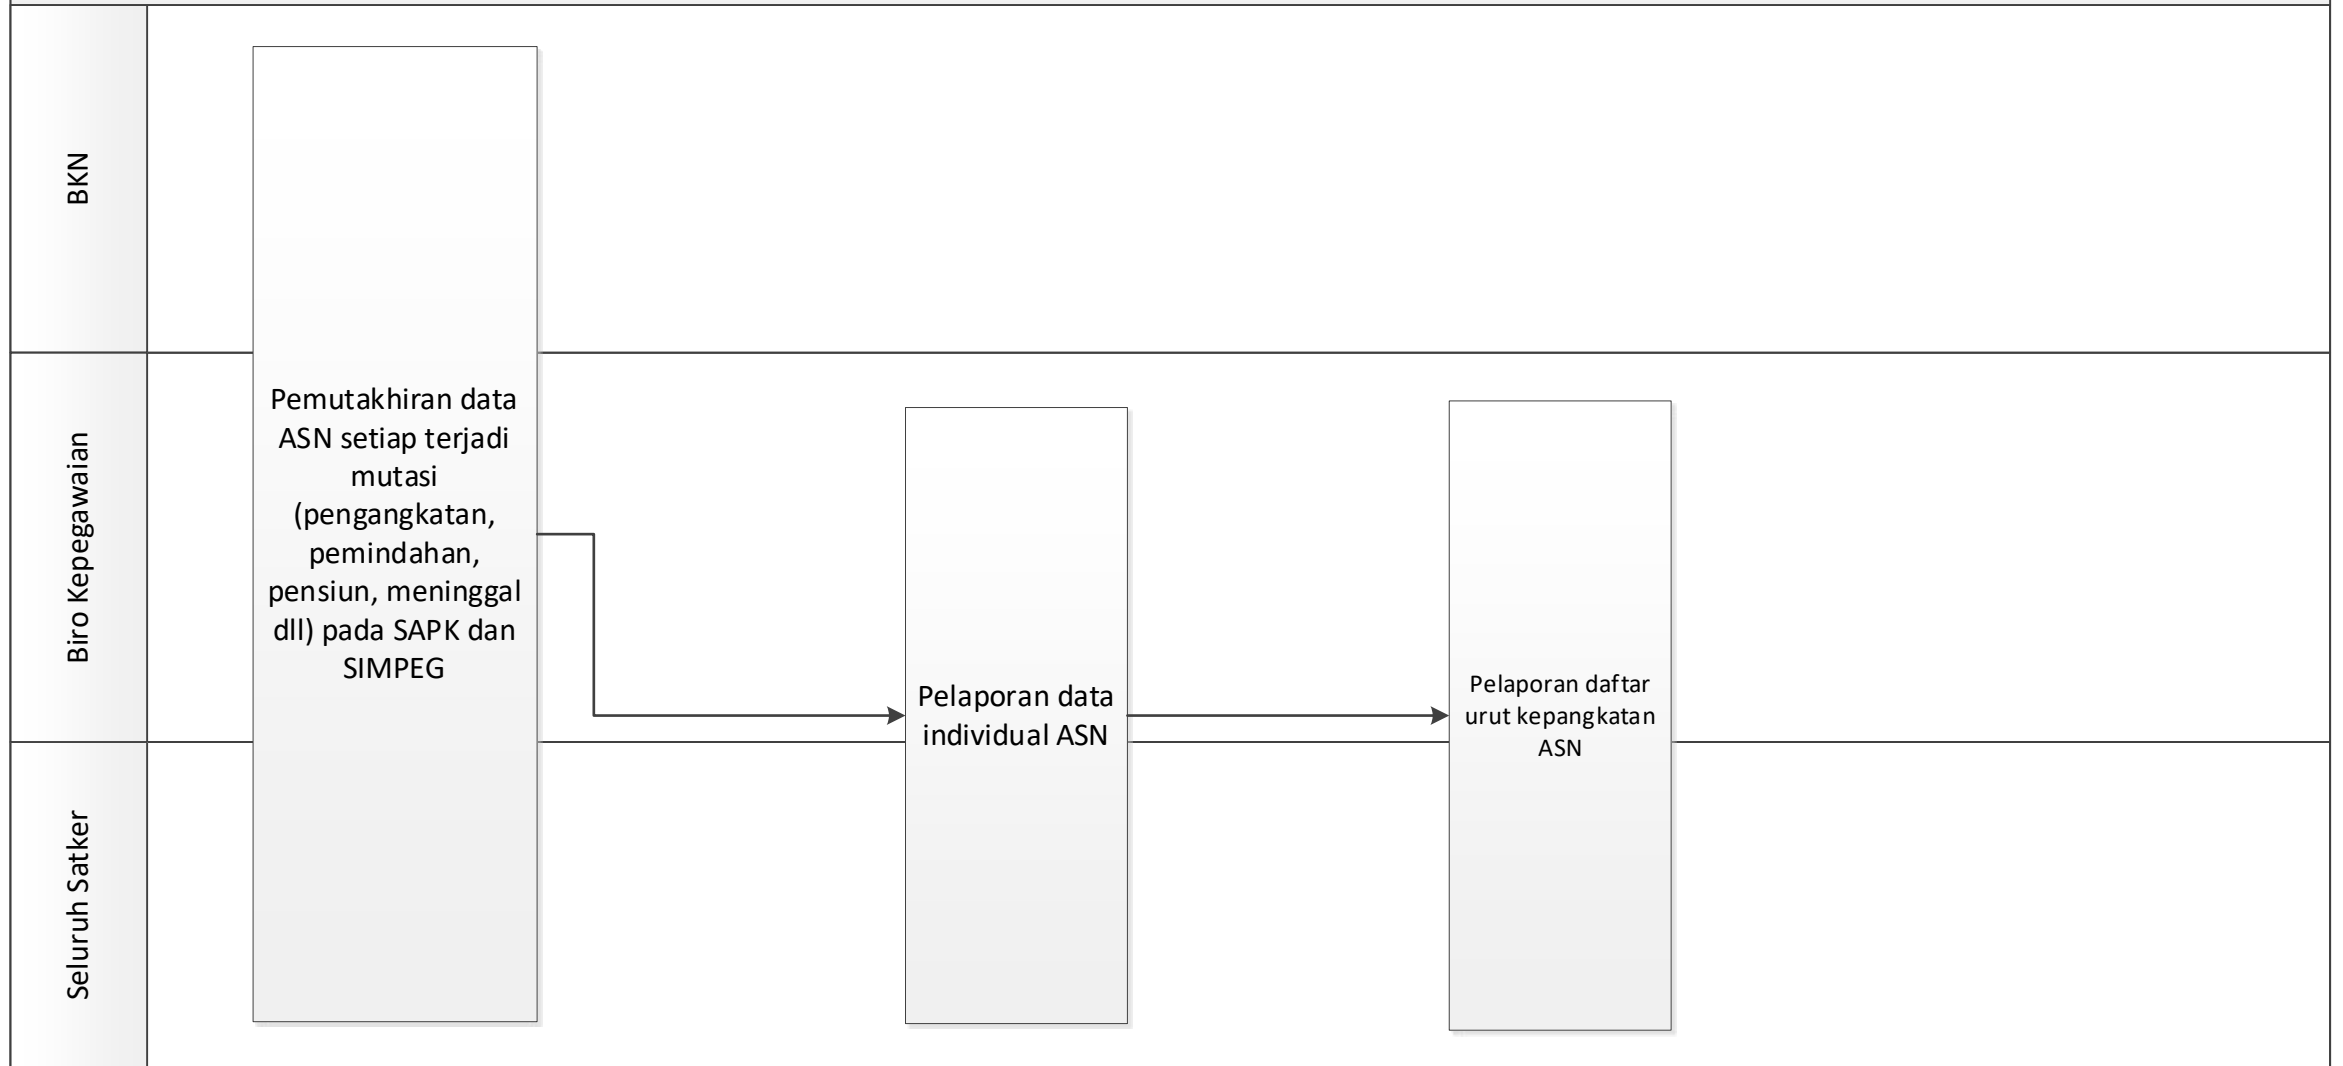 BKN
Biro Kepegawaian
Seluruh Satker
Pemutakhiran data
ASN setiap terjadi
mutasi
(pengangkatan,
pemindahan,
pensiun, meninggal
dll) pada SAPK dan
SIMPEG
Pelaporan data
individual ASN
Pelaporan daftar
urut kepangkatan
ASN